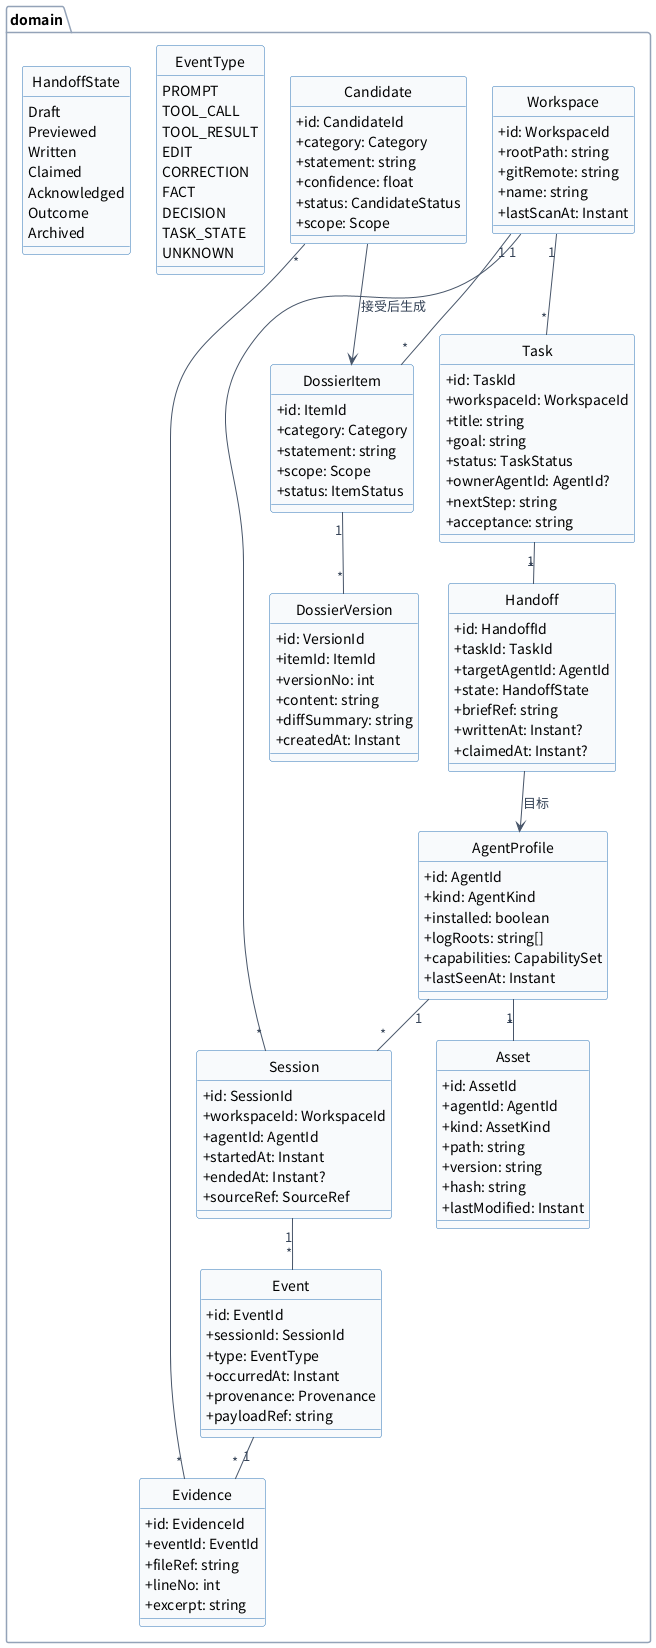 domain
HandoffState
Draft
Previewed
Written
Claimed
Acknowledged
Outcome
Archived
EventType
PROMPT
TOOL_CALL
TOOL_RESULT
EDIT
CORRECTION
FACT
DECISION
TASK_STATE
UNKNOWN
Candidate
+id: CandidateId
+category: Category
+statement: string
+confidence: float
+status: CandidateStatus
+scope: Scope
Workspace
+id: WorkspaceId
+rootPath: string
+gitRemote: string
+name: string
+lastScanAt: Instant
*
1
1
1
接受后生成
*
*
DossierItem
+id: ItemId
+category: Category
+statement: string
+scope: Scope
+status: ItemStatus
Task
+id: TaskId
+workspaceId: WorkspaceId
+title: string
+goal: string
+status: TaskStatus
+ownerAgentId: AgentId?
+nextStep: string
+acceptance: string
1
*
1
*
DossierVersion
+id: VersionId
+itemId: ItemId
+versionNo: int
+content: string
+diffSummary: string
+createdAt: Instant
Handoff
+id: HandoffId
+taskId: TaskId
+targetAgentId: AgentId
+state: HandoffState
+briefRef: string
+writtenAt: Instant?
+claimedAt: Instant?
目标
AgentProfile
+id: AgentId
+kind: AgentKind
+installed: boolean
+logRoots: string[]
+capabilities: CapabilitySet
+lastSeenAt: Instant
1
1
*
*
*
Session
+id: SessionId
+workspaceId: WorkspaceId
+agentId: AgentId
+startedAt: Instant
+endedAt: Instant?
+sourceRef: SourceRef
Asset
+id: AssetId
+agentId: AgentId
+kind: AssetKind
+path: string
+version: string
+hash: string
+lastModified: Instant
1
*
Event
+id: EventId
+sessionId: SessionId
+type: EventType
+occurredAt: Instant
+provenance: Provenance
+payloadRef: string
*
*
1
Evidence
+id: EvidenceId
+eventId: EventId
+fileRef: string
+lineNo: int
+excerpt: string